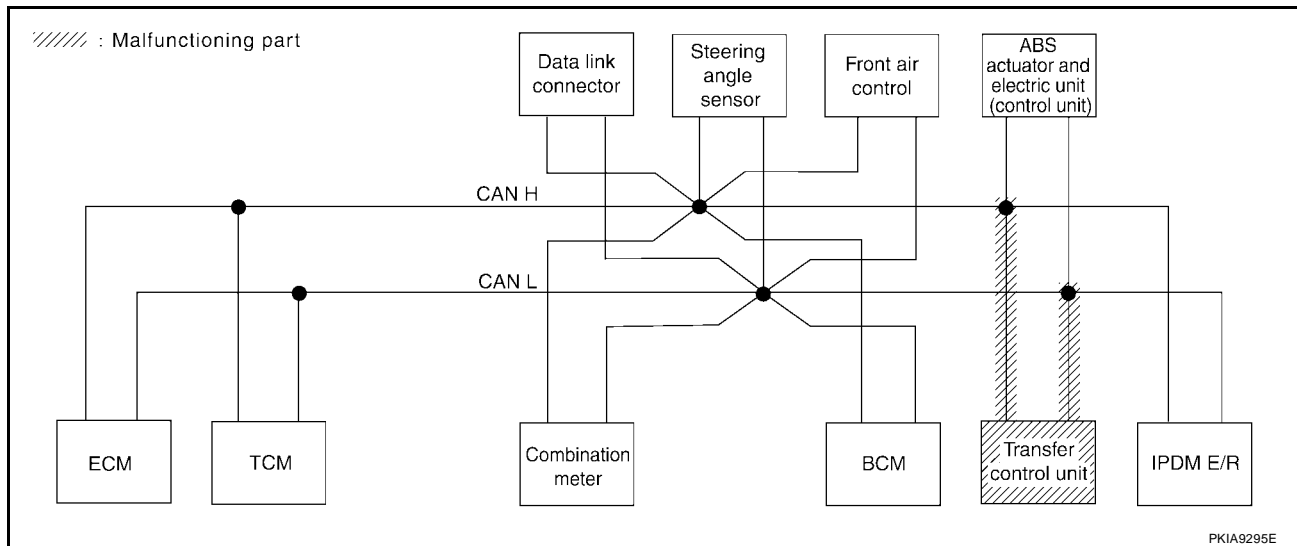 : Malfunctioning part
Data link
connector
Steering
angle
sensor
Front air
control
ABS
actuator and
electric unit
(control unit)
CAN H
CAN L
ECM
TCM
Combination
meter
BCM
Transfer
control unit
IPDM E/R
PKIA9295E